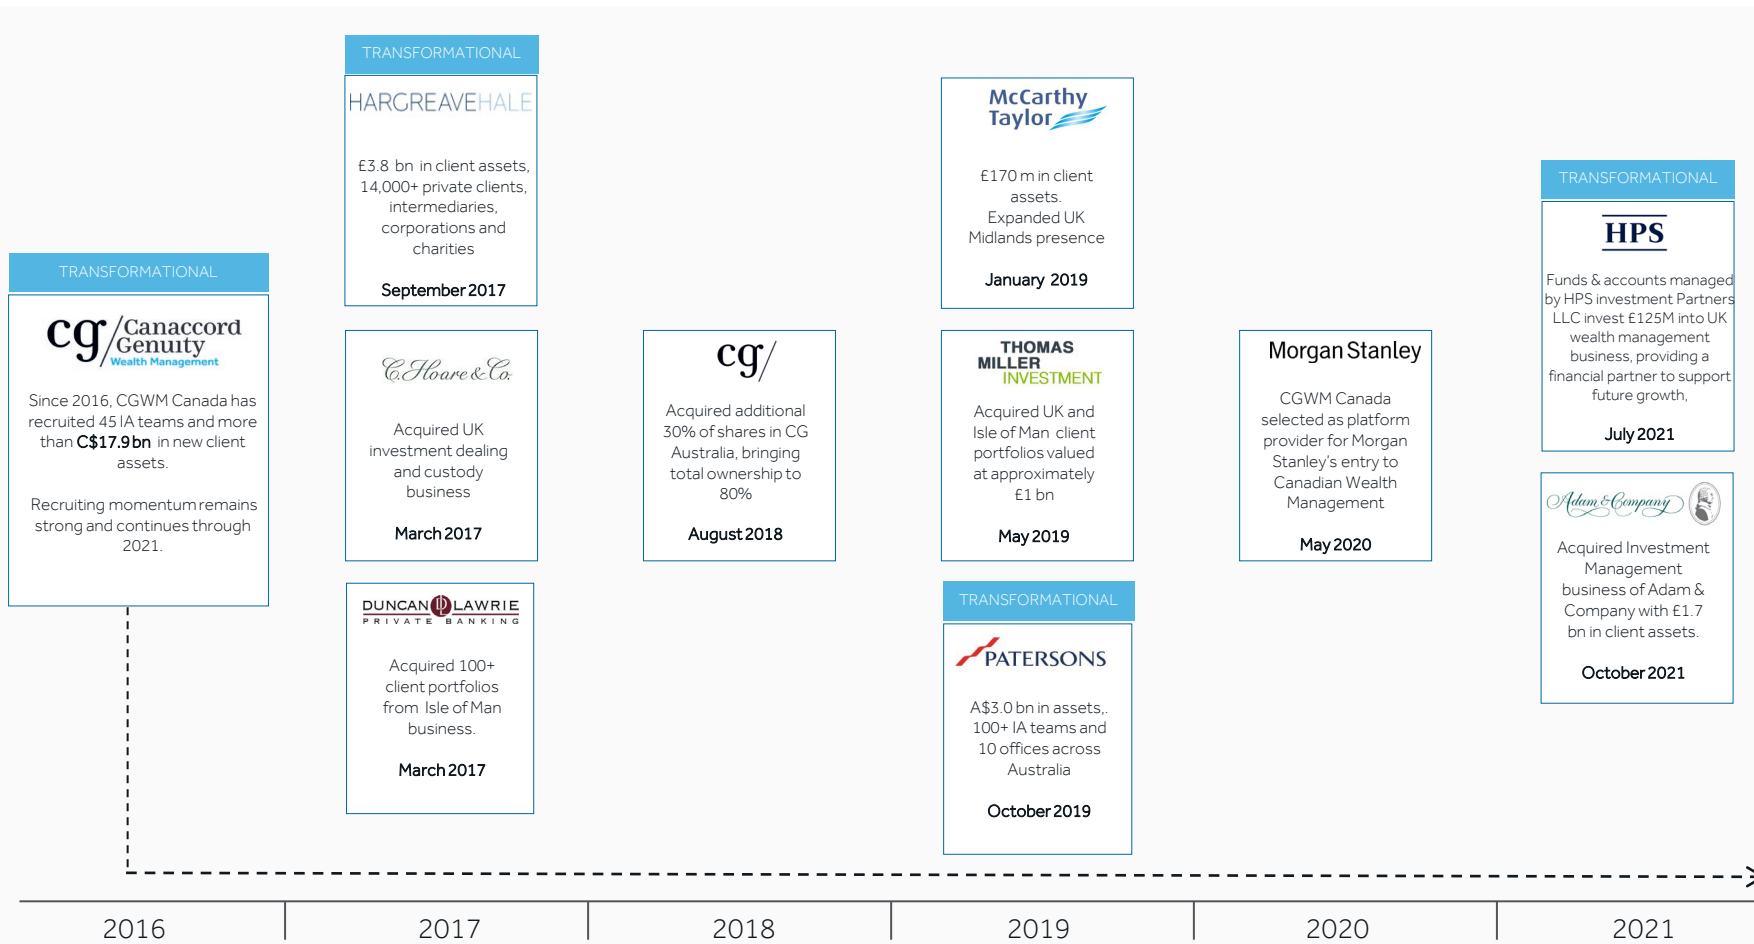 TRANSFORMATIONAL
cg/Canaccord
Genuity
Wealth Management
Since 2016, CGWM Canada has
recruited 45 IA teams and more
than C$17.9 bn in new client
assets.
Recruiting momentum remains
strong and continues through
2021.
TRANSFORMATIONAL
HARGREAVEHALE
£3.8 bn in client assets,
14,000+ private clients,
intermediaries,
corporations and
charities
September 2017
C. Hoare & Co.
Acquired UK
investment dealing
and custody
business
March 2017
DUNCAN DL LAWRIE
PRIVATE BANKING
Acquired 100+
client portfolios
from Isle of Man
business.
March 2017
cg/
Acquired additional
30% of shares in CG
Australia, bringing
total ownership to
80%
August 2018
McCarthy
Taylor
£170 m in client
assets.
Expanded UK
Midlands presence
January 2019
THOMAS
MILLER
INVESTMENT
Acquired UK and
Isle of Man client
portfolios valued
at approximately
£1 bn
May 2019
TRANSFORMATIONAL
PATERSONS
A$3.0 bn in assets,.
100+ IA teams and
10 offices across
Australia
October 2019
Morgan Stanley
CGWM Canada
selected as platform
provider for Morgan
Stanley's entry to
Canadian Wealth
Management
May 2020
TRANSFORMATIONAL
HPS
Funds & accounts managed
by HPS investment Partners
LLC invest £125M into UK
wealth management
business, providing a
financial partner to support
future growth,
July 2021
Adam & Company
Acquired Investment
Management
business of Adam &
Company with £1.7
bn in client assets.
October 2021
2016
2017
2018
2019
2020
2021